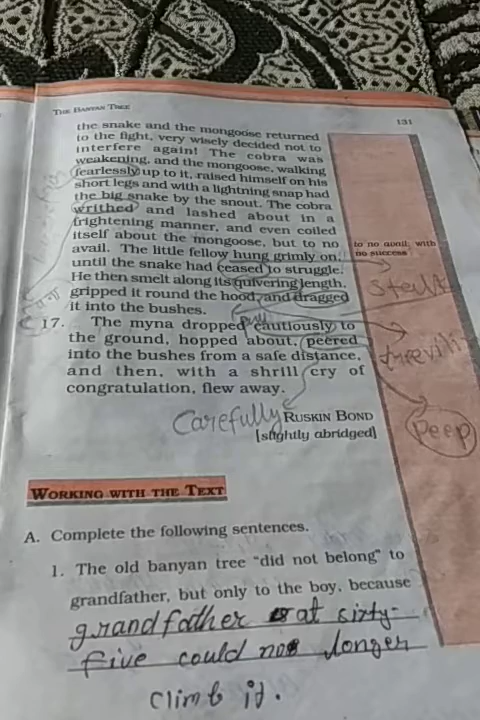 THE BANYAN TREE
131
the snake and the mongoose returned
to the fight, very wisely decided not to
interfere again! The cobra was
weakening, and the mongoose, walking
fearlessly up to it, raised himself on his
short legs and with a lightning snap had
the big snake by the snout. The cobra
writhed and lashed about in a
frightening manner, and even coiled
itself about the mongoose, but to no
avail. The little fellow hung grimly on,
until the snake had ceased to struggle.
He then smelt along its quivering length,
gripped it round the hood, and dragged
it into the bushes.
to no avail: with
no success
Pull
17. The myna dropped cautiously to
the ground, hopped about, peered
into the bushes from a safe distance,
and then, with a shrill cry of
congratulation, flew away.
Carefully
Peep
RUSKIN BOND
[slightly abridged]
WORKING WITH THE TEXT
A. Complete the following sentences.
1. The old banyan tree "did not belong" to
grandfather, but only to the boy, because
grandfather at sixty-
five could no longer
climb it.